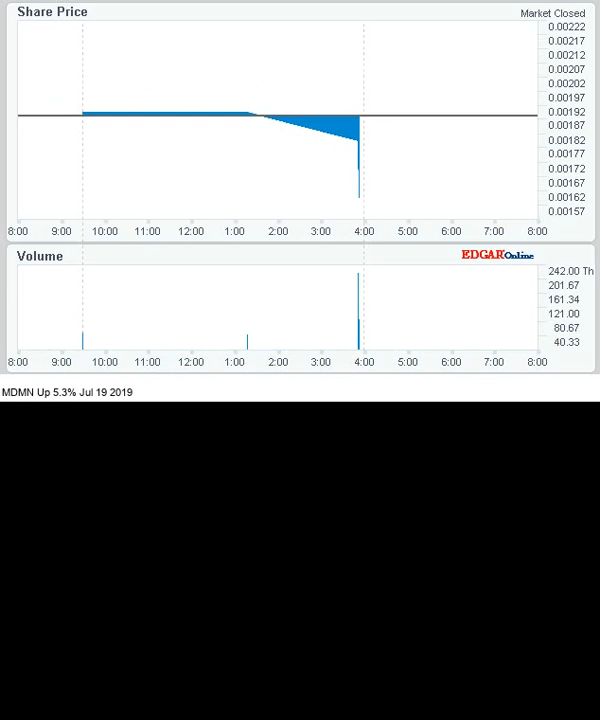 Share Price
Market Closed
0.00222
0.00217
0.00212
0.00207
0.00202
0.00197
0.00192
0.00187
0.00182
0.00177
0.00172
0.00167
0.00162
0.00157
8:00 9:00 10:00 11:00 12:00 1:00 2:00 3:00 4:00 5:00 6:00 7:00 8:00
Volume
EDGAR Online
242.00 Th
201.67
161.34
121.00
80.67
40.33
8:00 9:00 10:00 11:00 12:00 1:00 2:00 3:00 4:00 5:00 6:00 7:00 8:00
MDMN Up 5.3% Jul 19 2019